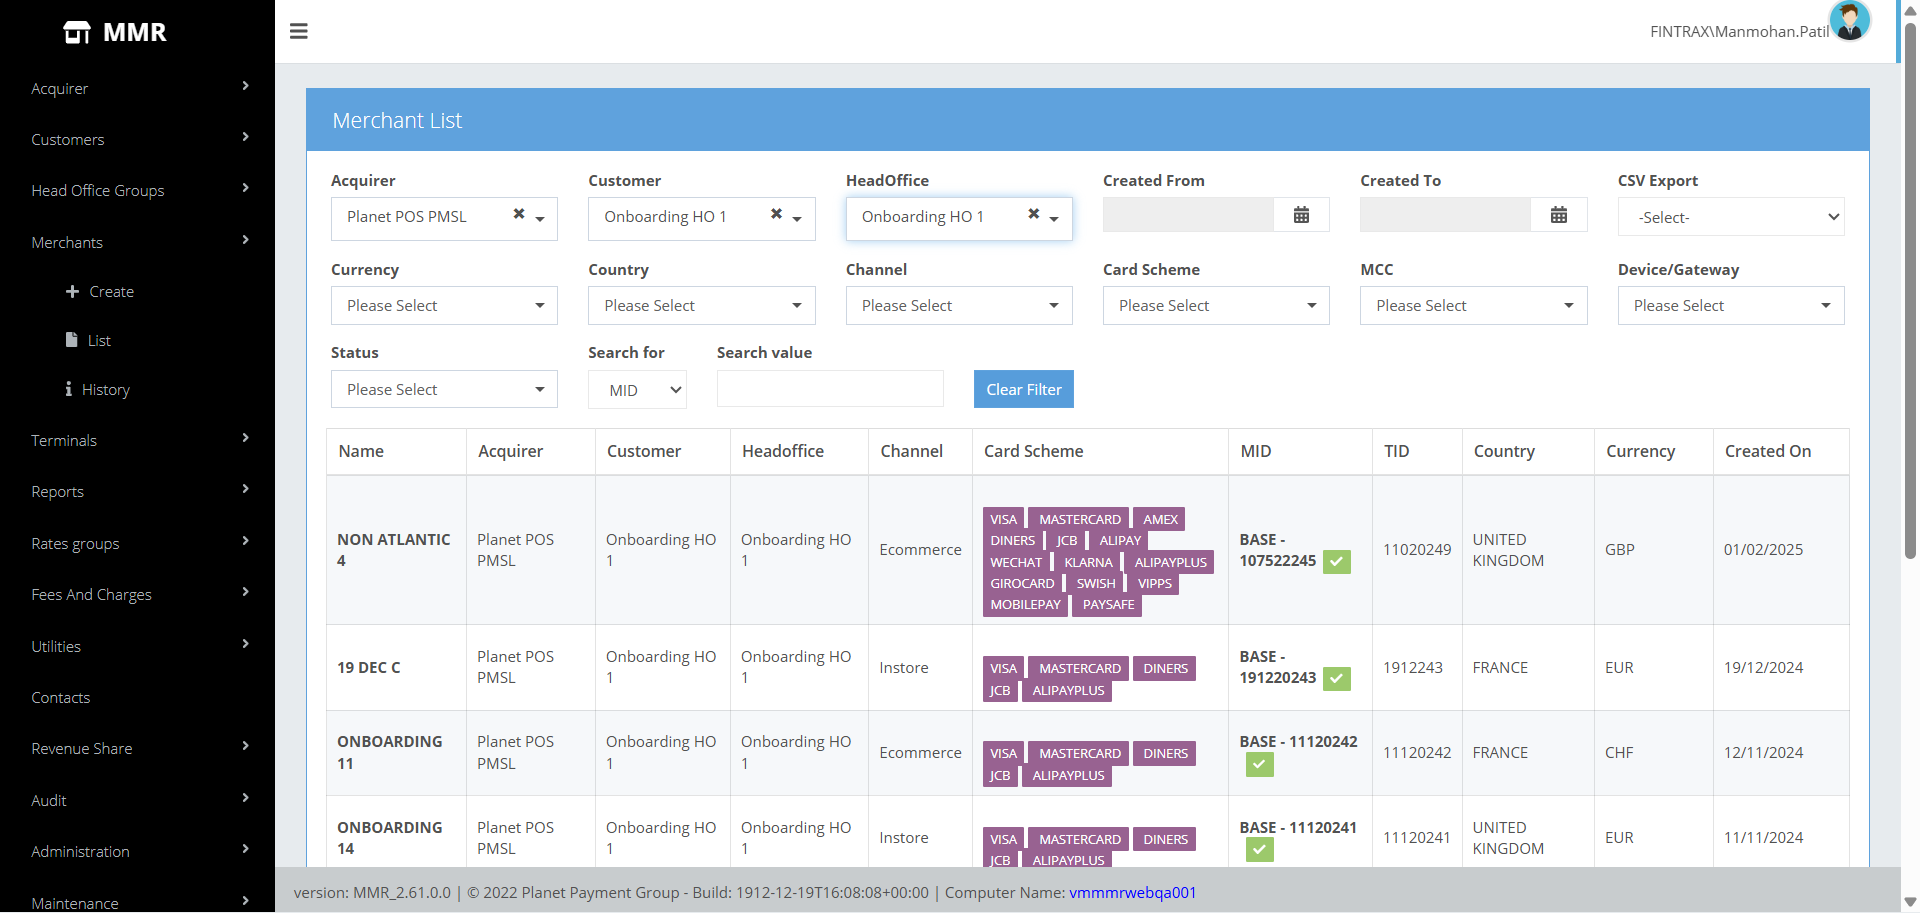 MMR
FINTRAX\Manmohan.Patil
Acquirer
Customers
Head Office Groups
Merchants
Create
List
History
Terminals
Reports
Rates groups
Fees And Charges
Utilities
Contacts
Revenue Share
Audit
Administration
Maintenance
Merchant List
Acquirer Customer HeadOffice Created From Created To CSV Export
Planet POS PMSL Onboarding HO 1 Onboarding HO 1 -Select-
Currency Country Channel Card Scheme MCC Device/Gateway
Please Select Please Select Please Select Please Select Please Select Please Select
Status Search for Search value
Please Select MID Clear Filter
Name Acquirer Customer Headoffice Channel Card Scheme MID TID Country Currency Created On
NON ATLANTIC
4
Planet POS
PMSL
Onboarding HO
1
Onboarding HO
1
Ecommerce
VISA MASTERCARD AMEX
DINERS JCB ALIPAY
WECHAT KLARNA ALIPAYPLUS
GIROCARD SWISH VIPPS
MOBILEPAY PAYSAFE
BASE -
107522245
11020249
UNITED
KINGDOM
GBP
01/02/2025
19 DEC C
Planet POS
PMSL
Onboarding HO
1
Onboarding HO
1
Instore
VISA MASTERCARD DINERS
JCB ALIPAYPLUS
BASE -
191220243
1912243
FRANCE
EUR
19/12/2024
ONBOARDING
11
Planet POS
PMSL
Onboarding HO
1
Onboarding HO
1
Ecommerce
VISA MASTERCARD DINERS
JCB ALIPAYPLUS
BASE - 11120242
11120242
FRANCE
CHF
12/11/2024
ONBOARDING
14
Planet POS
PMSL
Onboarding HO
1
Onboarding HO
1
Instore
VISA MASTERCARD DINERS
JCB ALIPAYPLUS
BASE - 11120241
11120241
UNITED
KINGDOM
EUR
11/11/2024
version: MMR_2.61.0.0 | © 2022 Planet Payment Group - Build: 1912-12-19T16:08:08+00:00 | Computer Name: vmmmrwebqa001